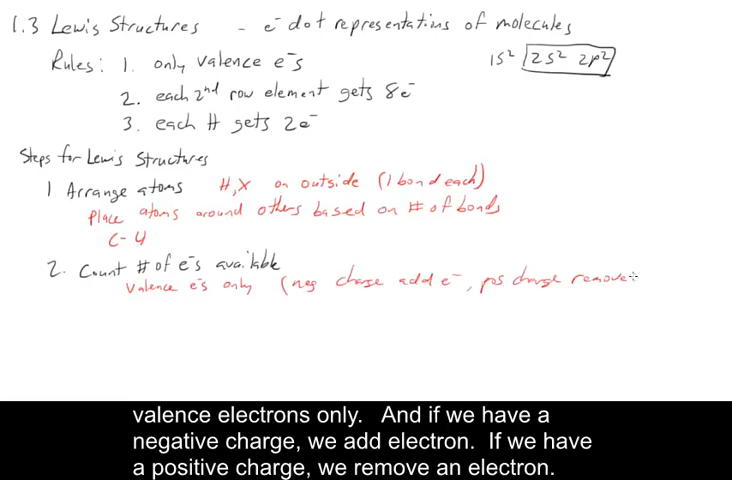 1.3 Lewis Structures - e⁻ dot representations of molecules
Rules: 1. only valence e⁻s 1s² 2s² 2p²
2. each 2nd row element gets 8e⁻
3. each H gets 2e⁻
Steps for Lewis Structures
1 Arrange atoms H,X on outside (1 bond each)
Place atoms around others based on # of bonds
C-4
2. Count # of e⁻s available
Valence e⁻s only (neg charge add e⁻, pos charge remove
valence electrons only. And if we have a
negative charge, we add electron. If we have
a positive charge, we remove an electron.